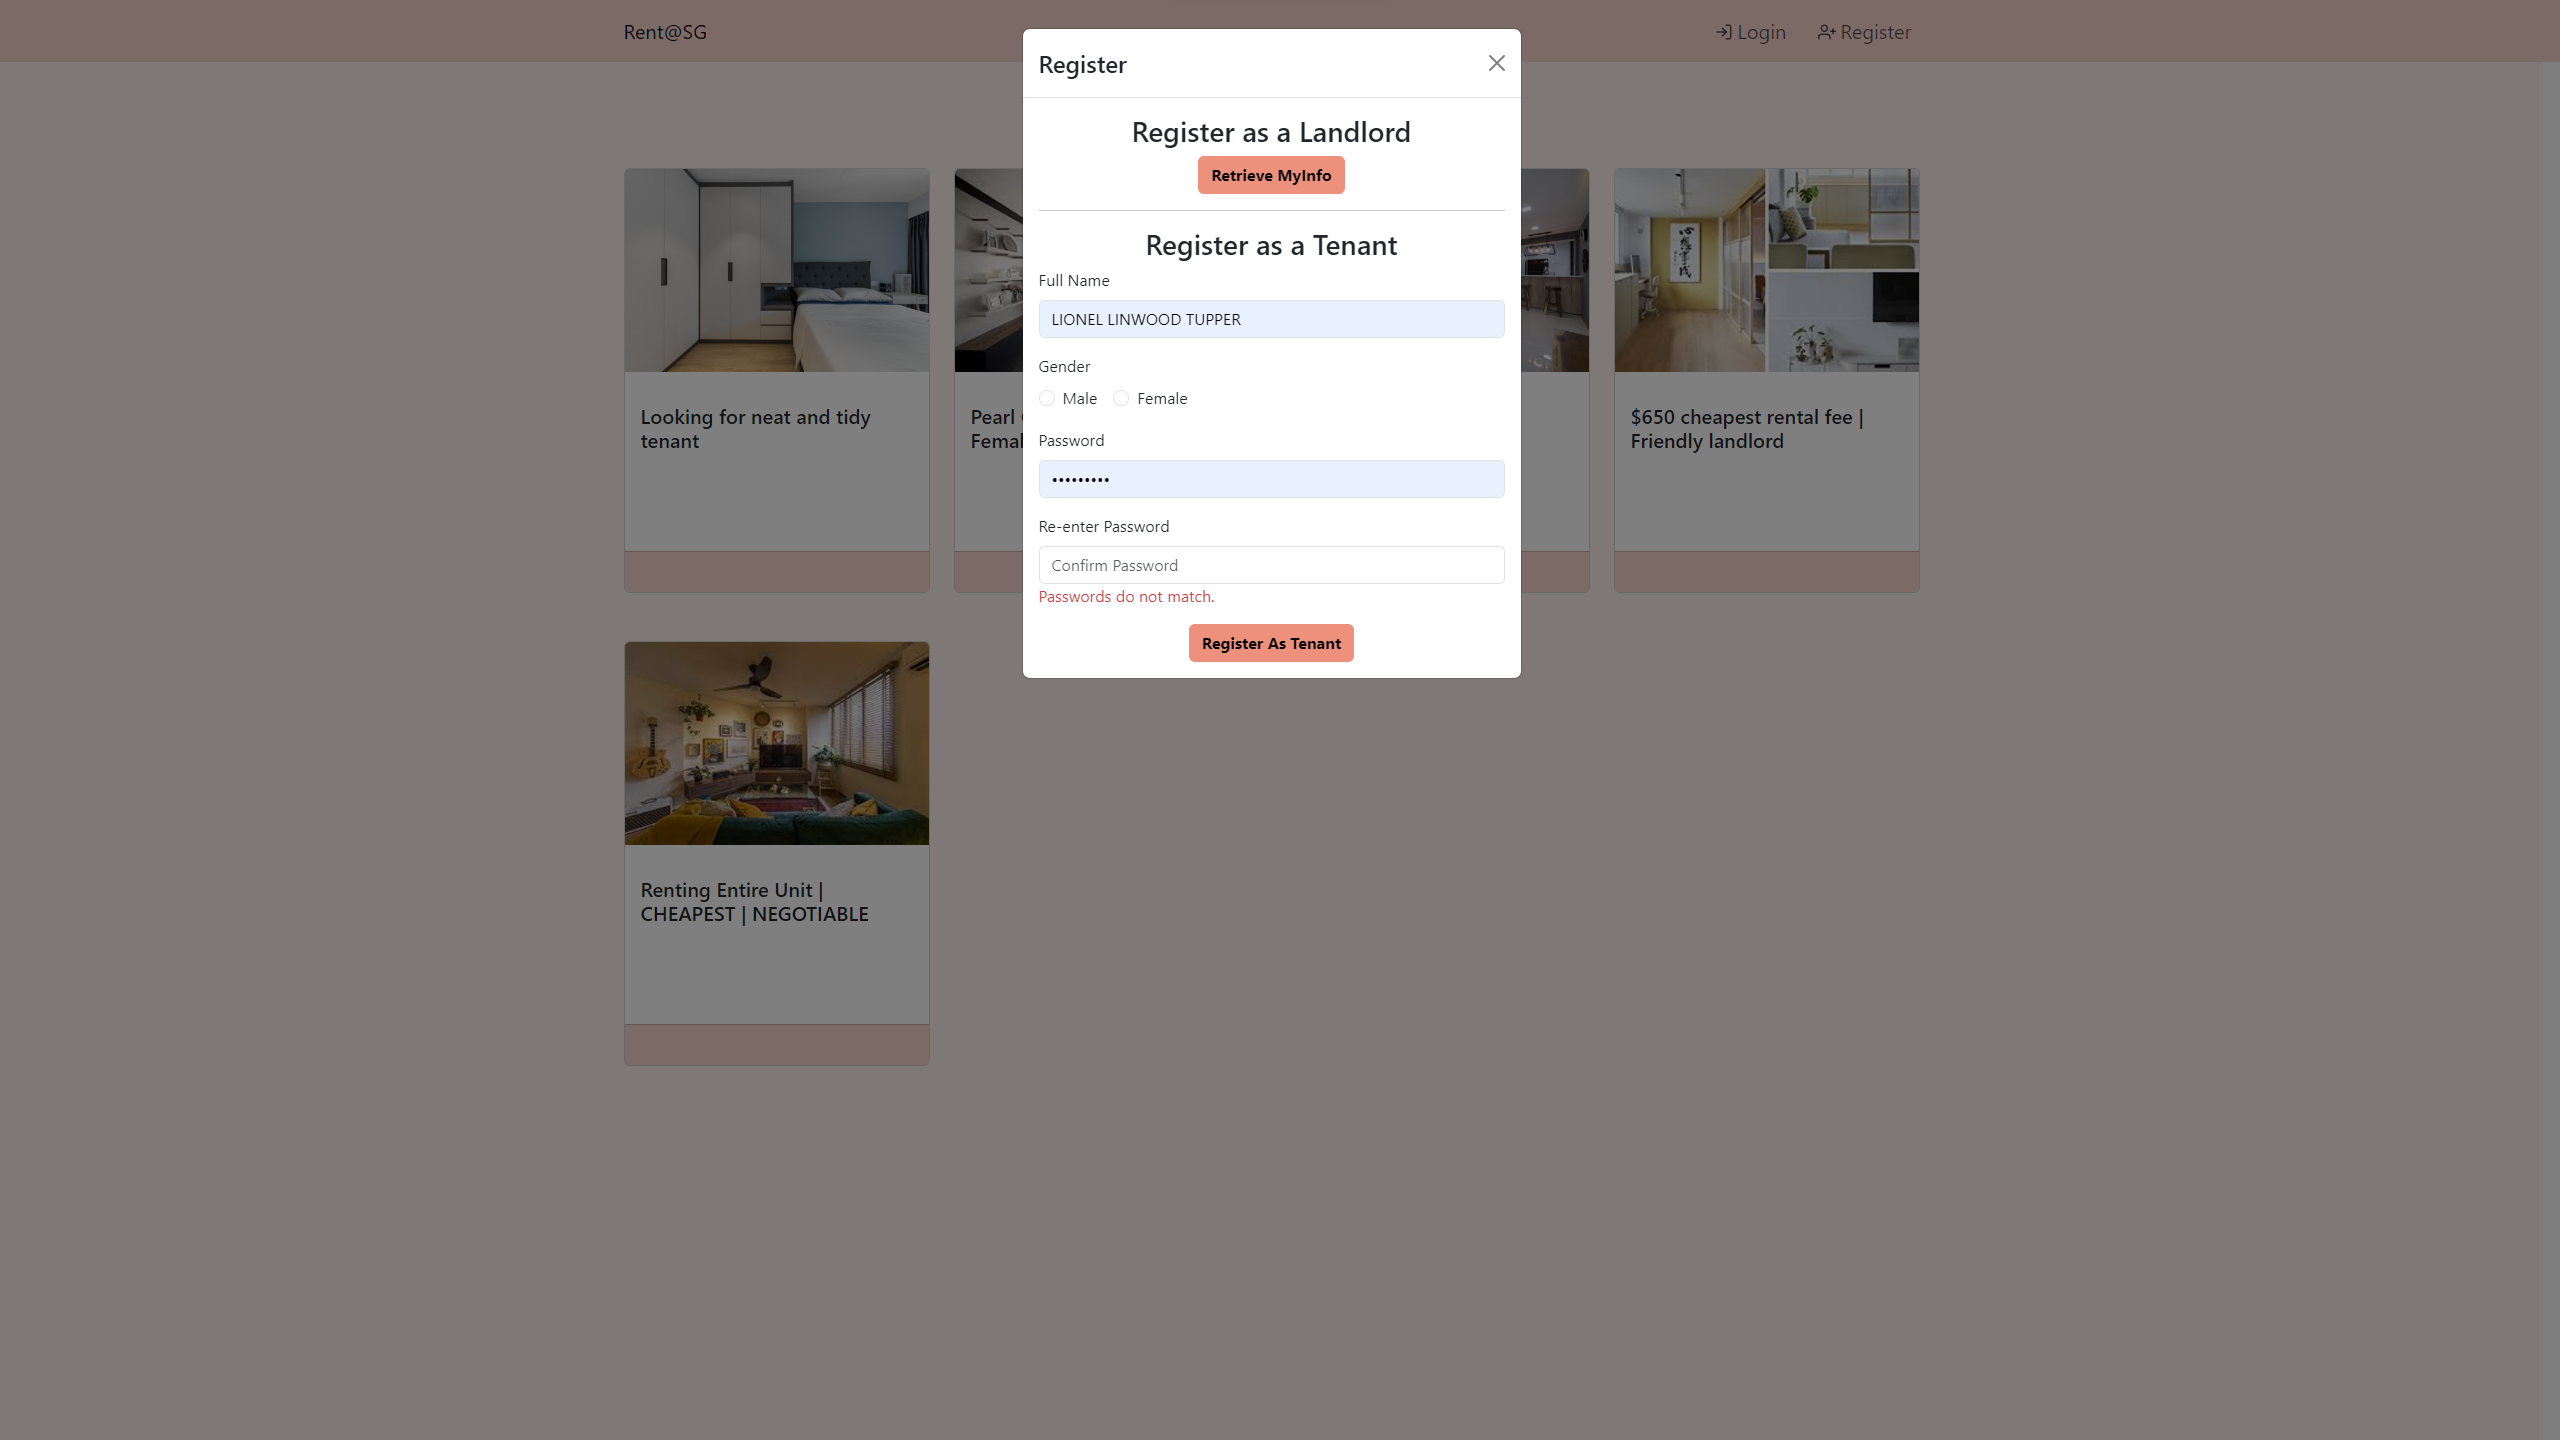 Rent@SG
Login
Register
Register
Register as a Landlord
Retrieve MyInfo
Register as a Tenant
Full Name
LIONEL LINWOOD TUPPER
Gender
Male
Female
Password
•••••••••
Re-enter Password
Confirm Password
Passwords do not match.
Register As Tenant
Looking for neat and tidy
tenant
Pearl
Femal
$650 cheapest rental fee |
Friendly landlord
Renting Entire Unit |
CHEAPEST | NEGOTIABLE